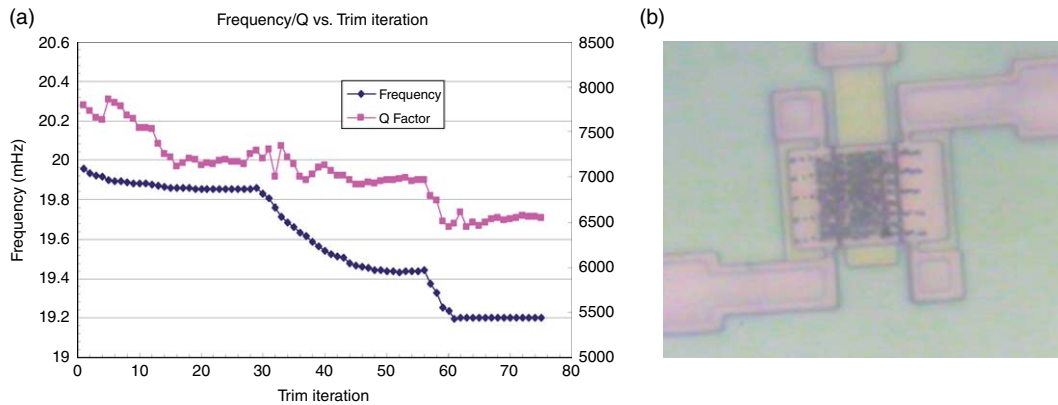 (a)
Frequency/Q vs. Trim iteration
20.6
20.4
20.2
20
19.8
19.6
19.4
19.2
19
Frequency (mHz)
8500
8000
7500
7000
6500
6000
5500
5000
Frequency
Q Factor
0 10 20 30 40 50 60 70 80
Trim iteration
(b)